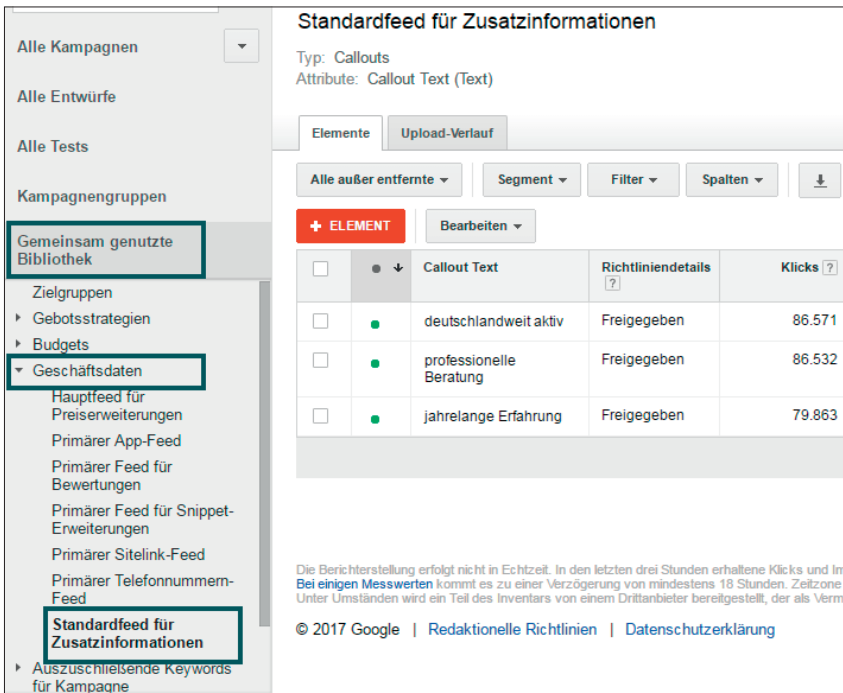 Alle Kampagnen
Alle Entwürfe
Alle Tests
Kampagnengruppen
Gemeinsam genutzte
Bibliothek
Zielgruppen
Gebotsstrategien
Budgets
Geschäftsdaten
Hauptfeed für
Preiserweiterungen
Primärer App-Feed
Primärer Feed für
Bewertungen
Primärer Feed für Snippet-
Erweiterungen
Primärer Sitelink-Feed
Primärer Telefonnummern-
Feed
Standardfeed für
Zusatzinformationen
Auszuschließende Keywords
für Kampagne
Standardfeed für Zusatzinformationen
Typ: Callouts
Attribute: Callout Text (Text)
Elemente Upload-Verlauf
Alle außer entfernte Segment Filter Spalten
+ ELEMENT Bearbeiten
Callout Text Richtliniendetails ? Klicks ?
deutschlandweit aktiv Freigegeben 86.571
professionelle Freigegeben 86.532
Beratung
jahrelange Erfahrung Freigegeben 79.863
Die Berichterstellung erfolgt nicht in Echtzeit. In den letzten drei Stunden erhaltene Klicks und Im
Bei einigen Messwerten kommt es zu einer Verzögerung von mindestens 18 Stunden. Zeitzone
Unter Umständen wird ein Teil des Inventars von einem Drittanbieter bereitgestellt, der als Verm
© 2017 Google | Redaktionelle Richtlinien | Datenschutzerklärung